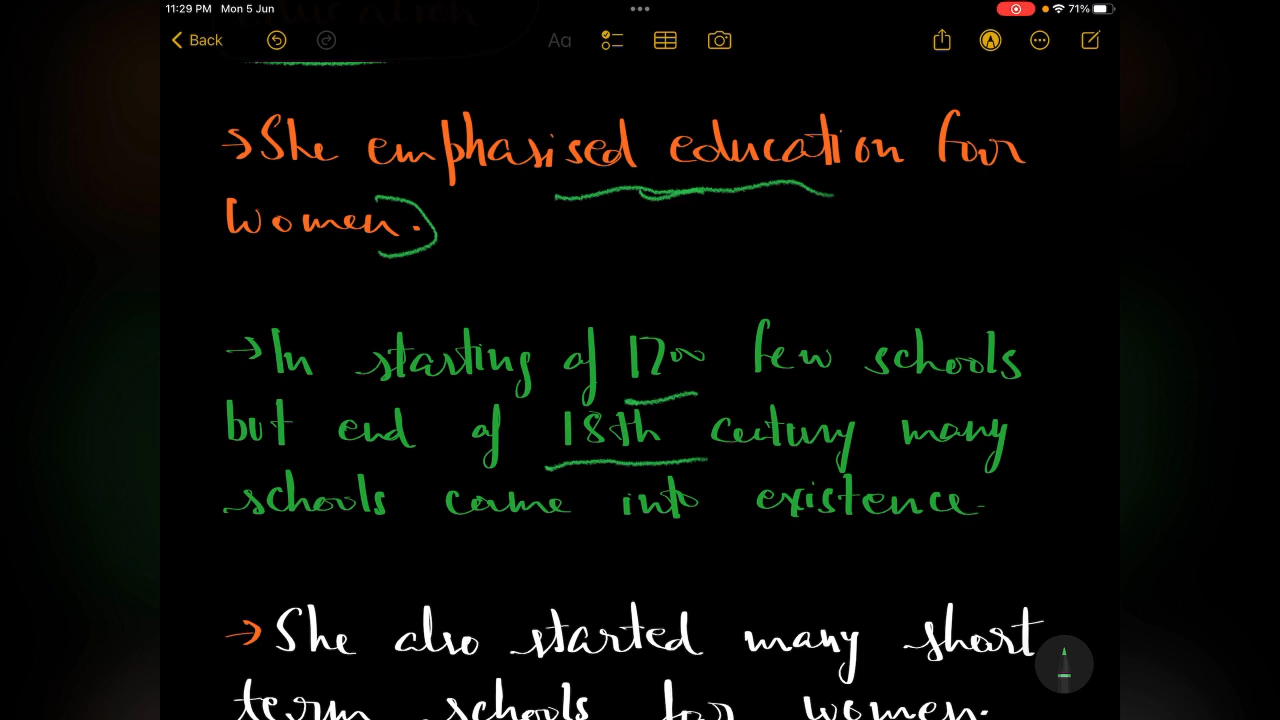 11:29 PM Mon 5 Jun
71%
Back
Aa
→She emphasised education for
women.
→In starting of 1700 few schools
but end of 18th century many
schools came into existence.
→She also started many short
term schools for women.